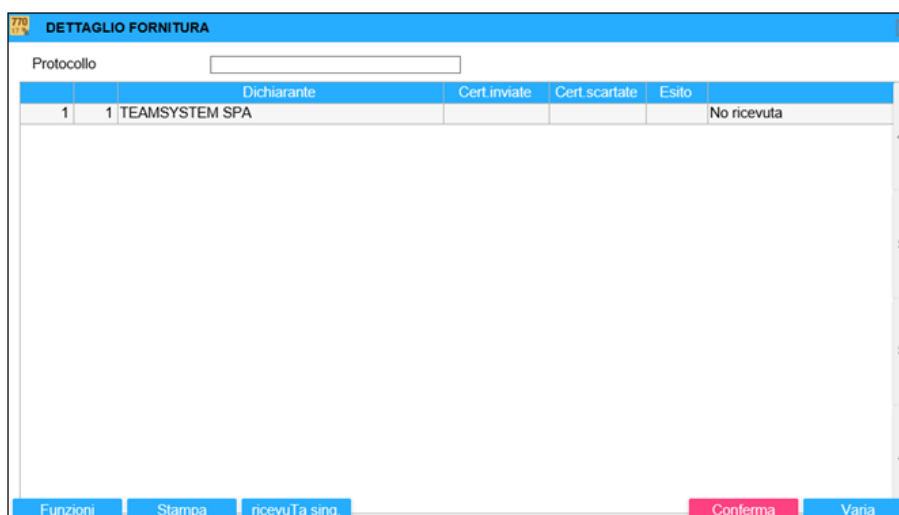 770
17
DETTAGLIO FORNITURA
Protocollo
Dichiarante Cert.inviate Cert.scartate Esito
1 1 TEAMSYSTEM SPA No ricevuta
Funzioni Stampa ricevuTa sing. Conferma Varia